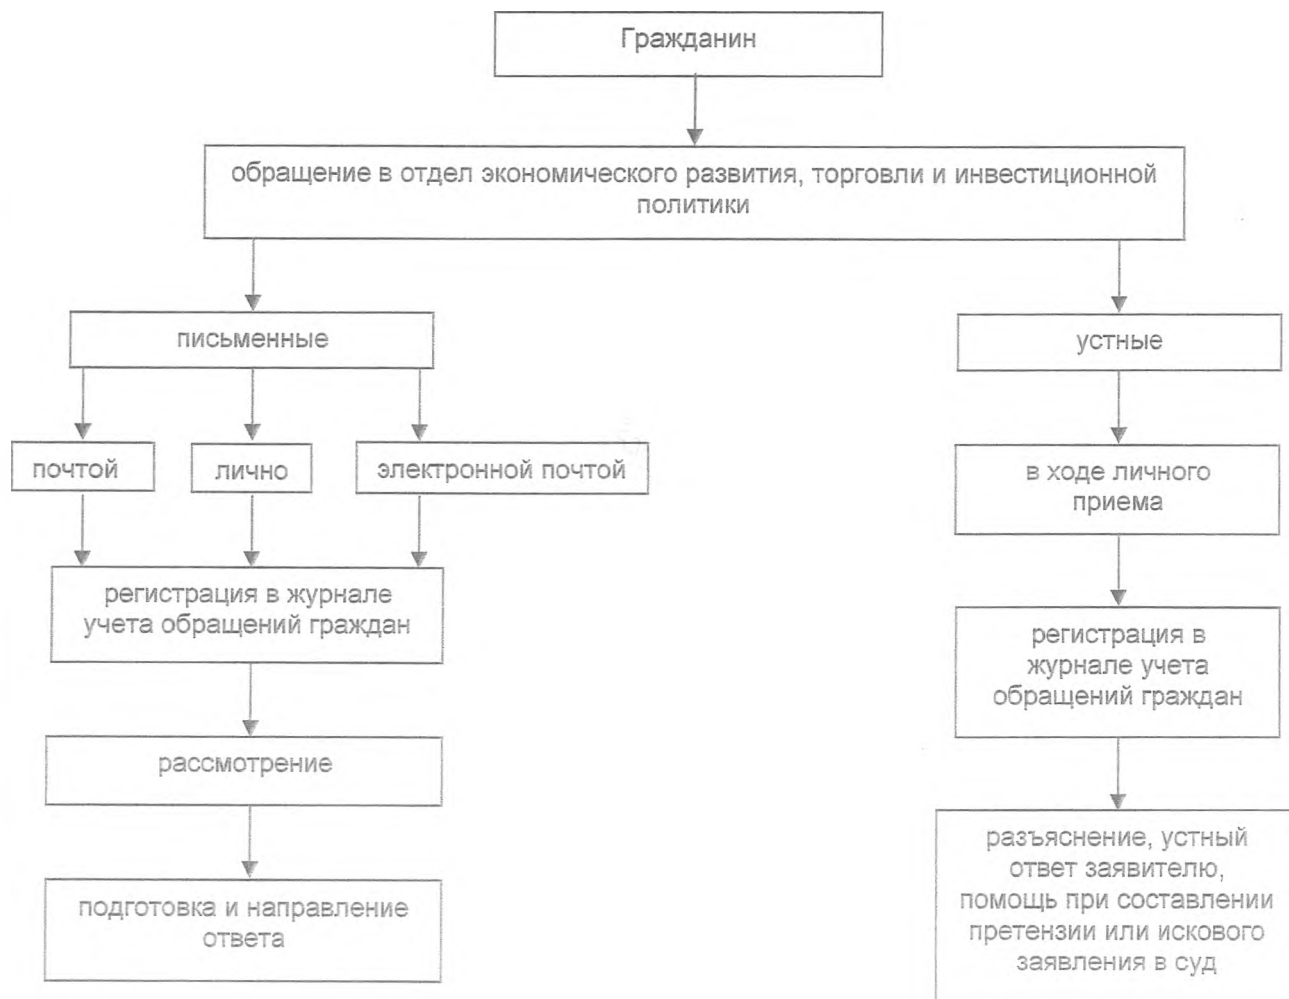 Гражданин
обращение в отдел экономического развития, торговли и инвестиционной
политики
письменные
устные
почтой
лично
электронной почтой
в ходе личного
приема
регистрация в журнале
учета обращений граждан
регистрация в
журнале учета
обращений граждан
рассмотрение
разъяснение, устный
ответ заявителю,
помощь при составлении
претензии или искового
заявления в суд
подготовка и направление
ответа